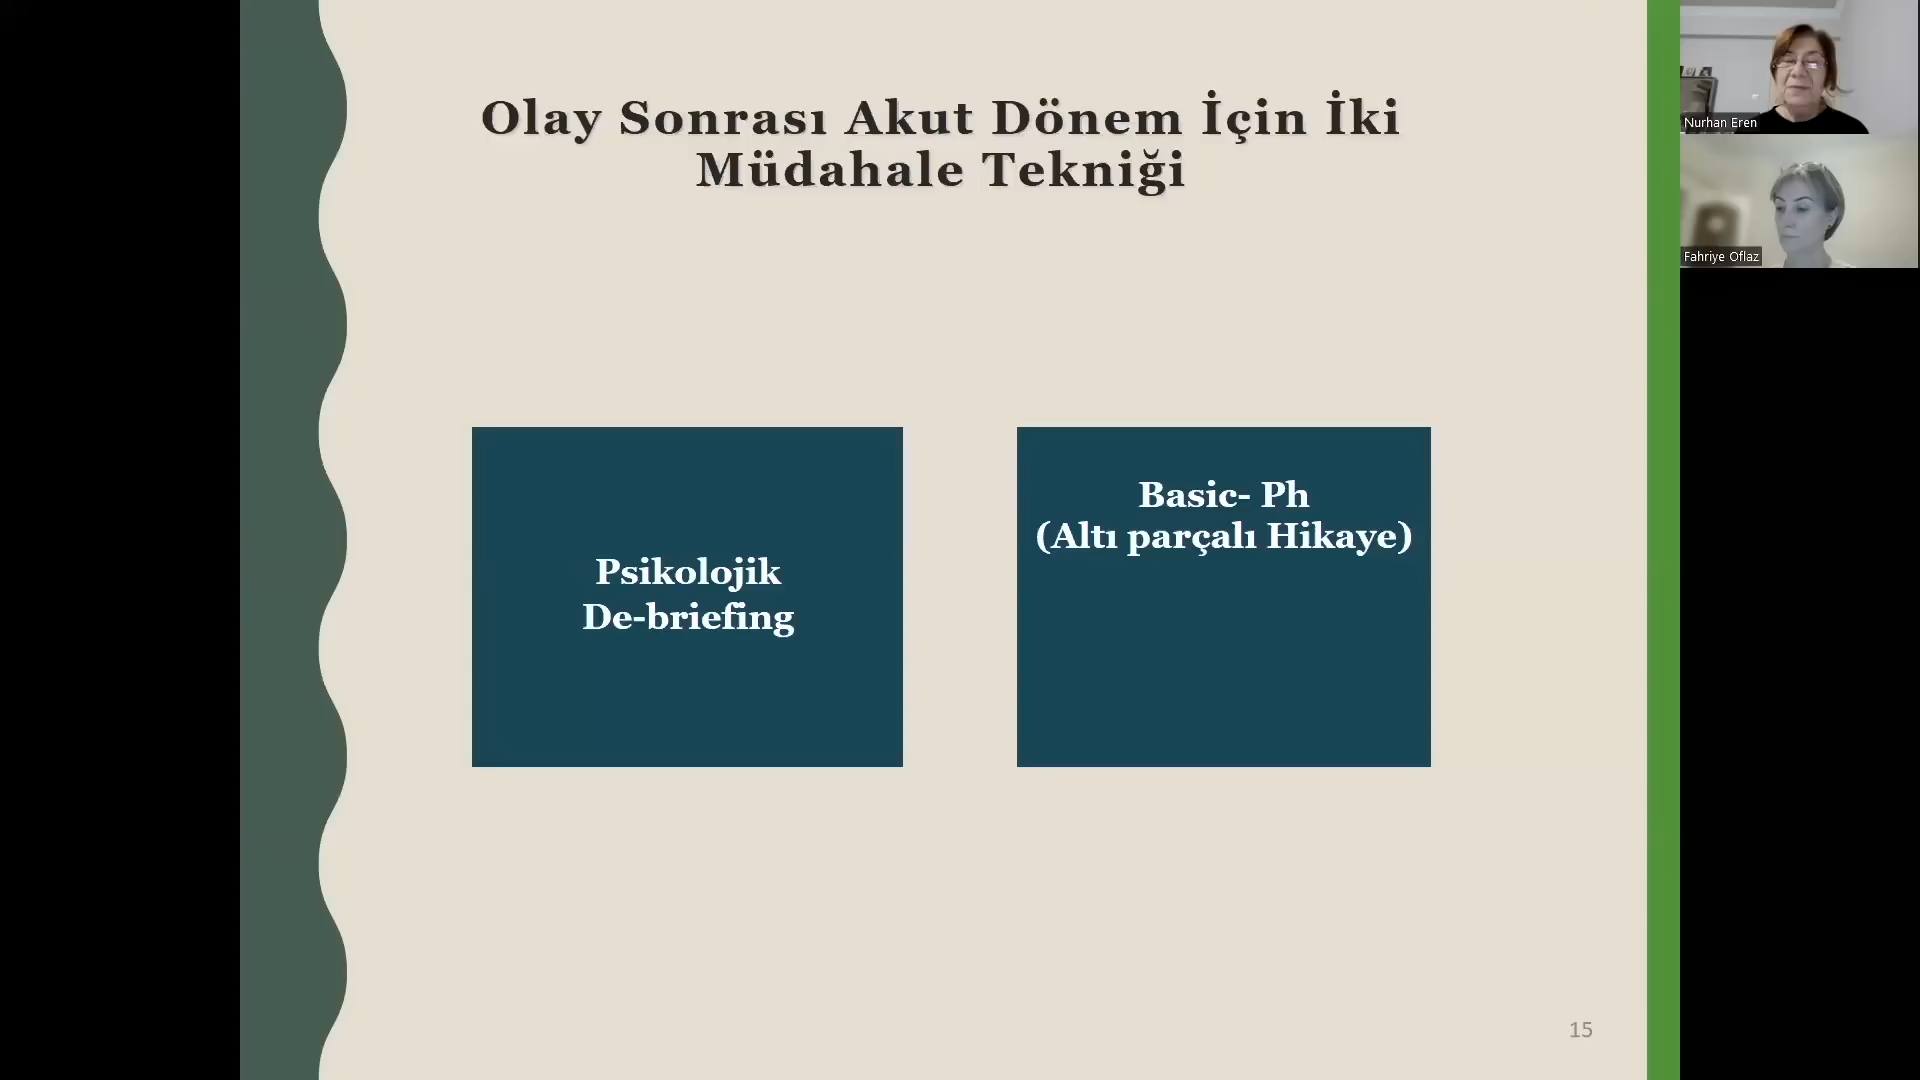 Olay Sonrası Akut Dönem İçin İki
Müdahale Tekniği
Psikolojik
De-briefing
Basic- Ph
(Altı parçalı Hikaye)
15
Nurhan Eren
Fahriye Oflaz